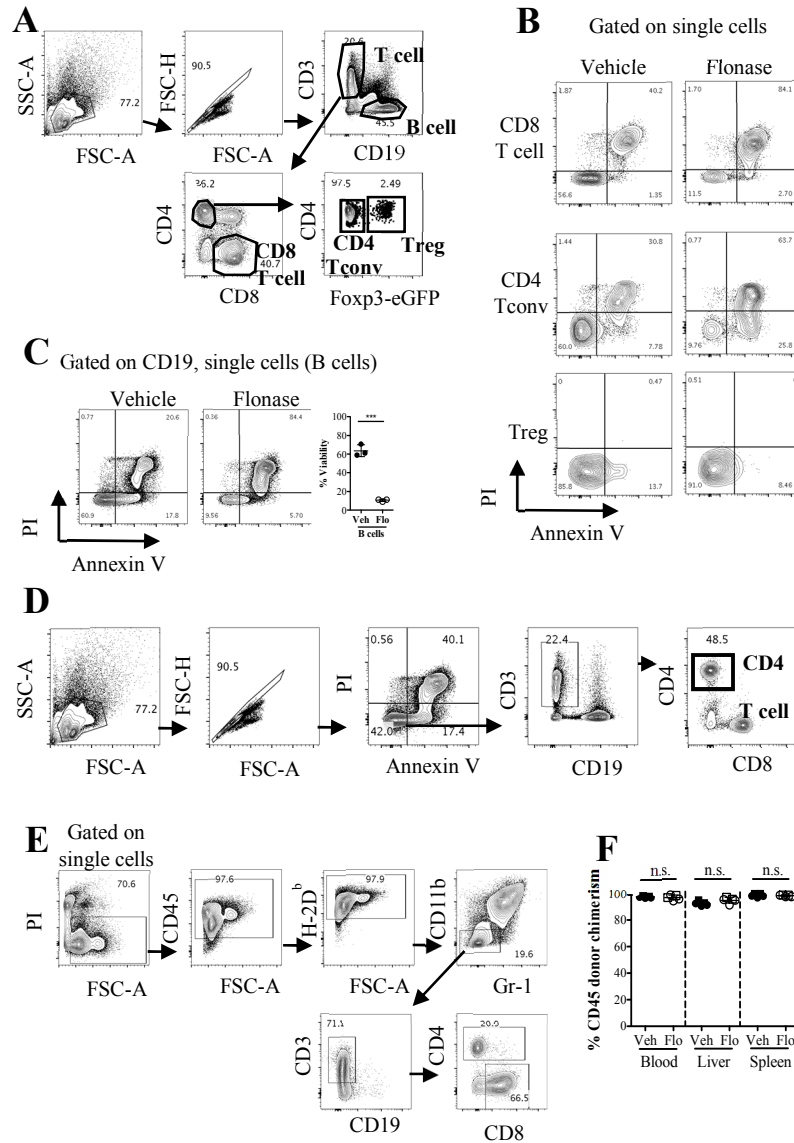 A
SSC-A
77.2
FSC-A
FSC-H
90.5
FSC-A
CD3
20.6
T cell
B cell
45.5
CD19
CD4
36.2
CD8
T cell
40.7
CD8
CD4
97.5
2.49
CD4
Tconv
Treg
Foxp3-eGFP
B
Gated on single cells
Vehicle
Flonase
CD8
T cell
1.87
40.2
56.6
1.35
1.70
84.1
11.5
2.70
CD4
Tconv
1.44
30.8
60.0
7.78
0.77
63.7
9.76
25.8
Treg
0
0.47
85.8
13.7
0.51
91.0
8.46
PI
Annexin V
C
Gated on CD19, single cells (B cells)
Vehicle
Flonase
0.77
20.6
60.9
17.8
0.36
84.4
9.56
5.70
PI
Annexin V
% Viability
100
80
60
40
20
0
***
Veh Flo
B cells
D
SSC-A
77.2
FSC-A
FSC-H
90.5
FSC-A
PI
0.56
40.1
42.0
17.4
Annexin V
CD3
22.4
CD19
CD4
48.5
CD4
T cell
CD8
E
Gated on
single cells
PI
70.6
FSC-A
CD45
97.6
FSC-A
H-2Dᵇ
97.9
FSC-A
CD11b
19.6
Gr-1
CD3
71.1
CD19
CD4
20.0
66.5
CD8
F
n.s. n.s. n.s.
% CD45 donor chimerism
100
80
60
40
20
0
Veh Flo Veh Flo Veh Flo
Blood Liver Spleen